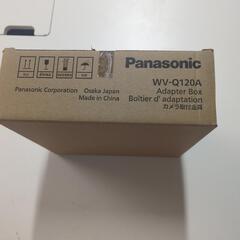 Panasonic
WV-Q120A
Adapter Box
Boîtier d' adaptation
カメラ取付金具
Panasonic Corporation Osaka Japan
Made in China